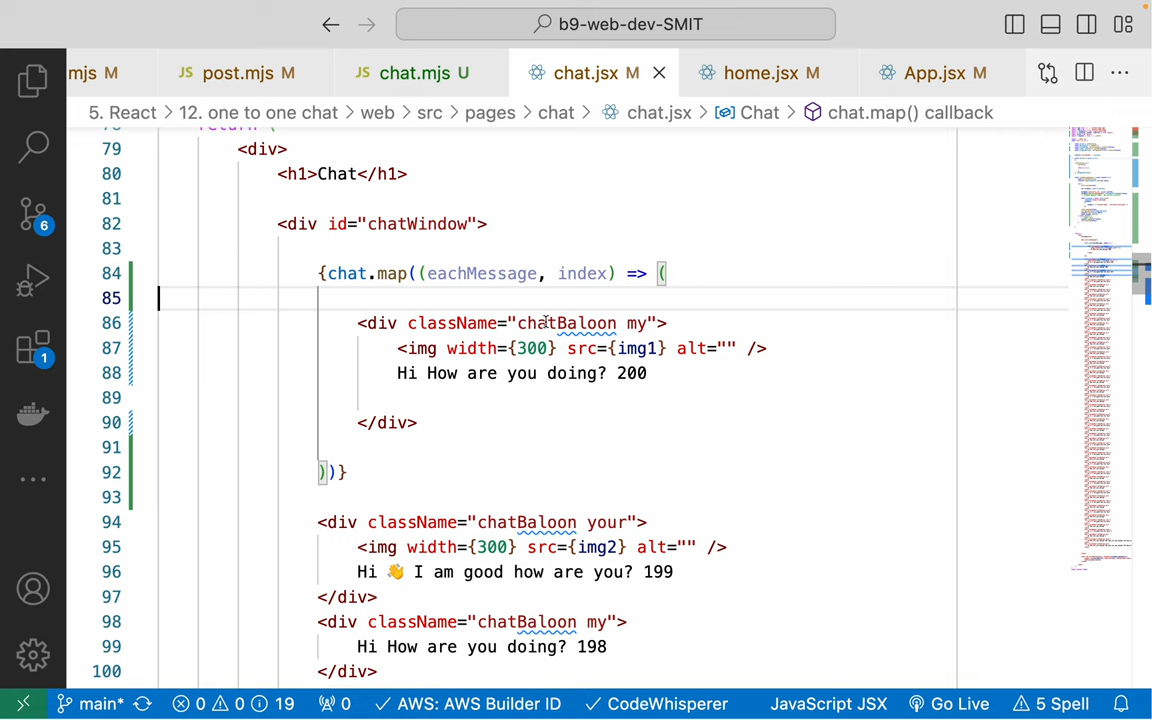 b9-web-dev-SMIT
mjs M
JS post.mjs M
JS chat.mjs U
chat.jsx M
home.jsx M
App.jsx M
5. React > 12. one to one chat > web > src > pages > chat > chat.jsx > Chat > chat.map() callback
78 return (
79 <div>
80 <h1>Chat</h1>
81
82 <div id="chatWindow">
83
84 {chat.map((eachMessage, index) => (
85
86 <div className="chatBaloon my">
87 <img width={300} src={img1} alt="" />
88 Hi How are you doing? 200
89
90 </div>
91
92 ))}
93
94 <div className="chatBaloon your">
95 <img width={300} src={img2} alt="" />
96 Hi 👋 I am good how are you? 199
97 </div>
98 <div className="chatBaloon my">
99 Hi How are you doing? 198
100 </div>
6
1
main* 0 0 19 0 AWS: AWS Builder ID CodeWhisperer JavaScript JSX Go Live 5 Spell